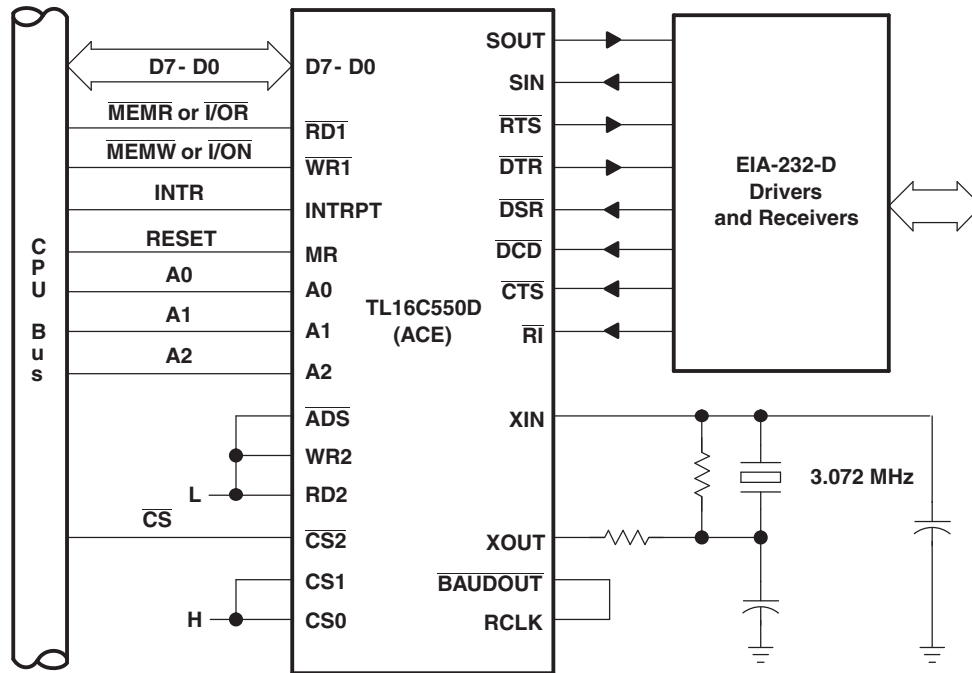 CPU Bus
D7- D0
MEMR or I/OR
MEMW or I/ON
INTR
RESET
A0
A1
A2
L
CS
H
D7- D0
RD1
WR1
INTRPT
MR
A0
A1
A2
ADS
WR2
RD2
CS2
CS1
CS0
TL16C550D
(ACE)
SOUT
SIN
RTS
DTR
DSR
DCD
CTS
RI
XIN
XOUT
BAUDOUT
RCLK
EIA-232-D
Drivers
and Receivers
3.072 MHz